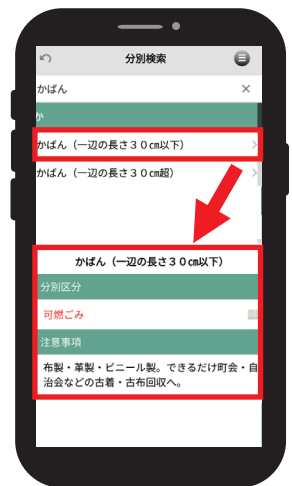 分別検索
かばん
か
かばん（一辺の長さ３０㎝以下）
かばん（一辺の長さ３０㎝超）
かばん（一辺の長さ３０㎝以下）
分別区分
可燃ごみ
注意事項
布製・革製・ビニール製。できるだけ町会・自
治会などの古着・古布回収へ。